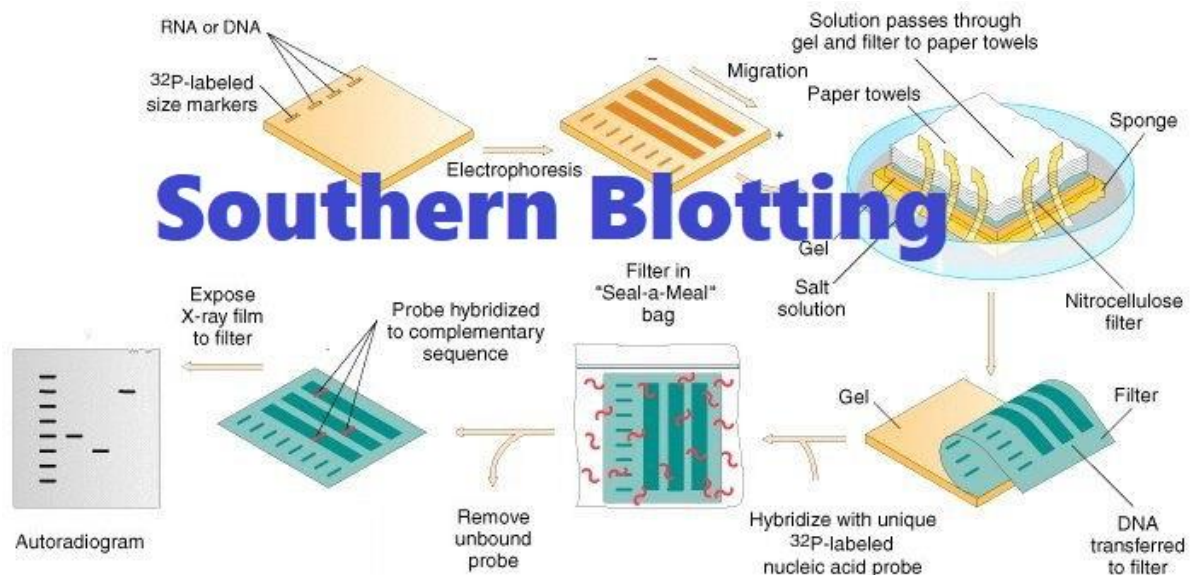 RNA or DNA
32P-labeled
size markers
Electrophoresis
−
Migration
+
Solution passes through
gel and filter to paper towels
Paper towels
Sponge
Southern Blotting
Gel
Salt
solution
Nitrocellulose
filter
Gel
Filter
DNA
transferred
to filter
Hybridize with unique
32P-labeled
nucleic acid probe
Filter in
"Seal-a-Meal"
bag
Remove
unbound
probe
Probe hybridized
to complementary
sequence
Expose
X-ray film
to filter
Autoradiogram